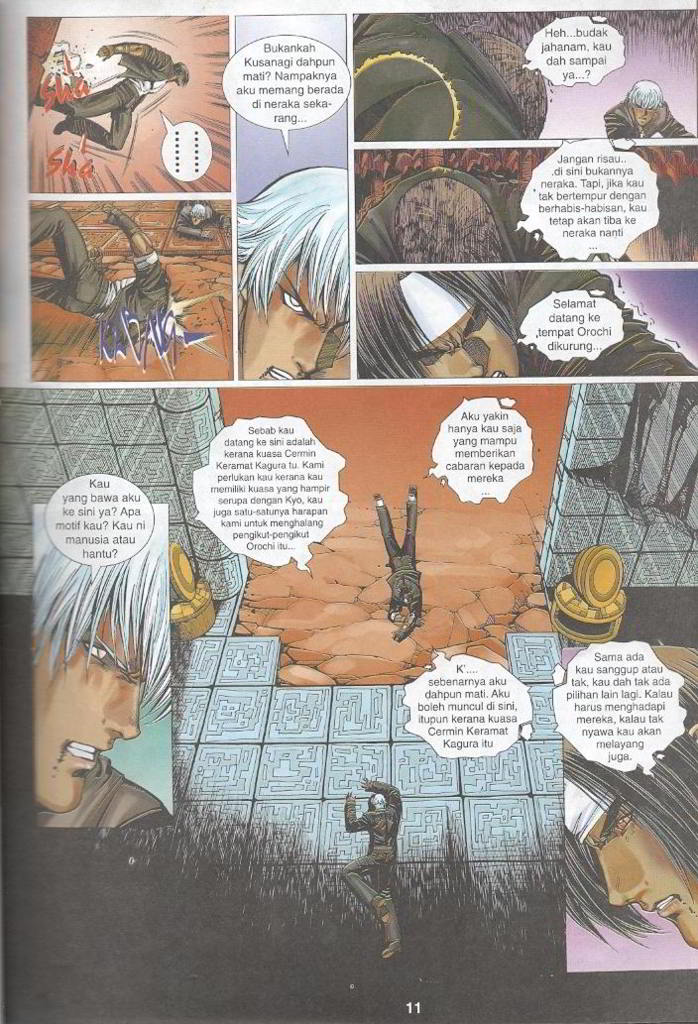 SHA
SHA
Bukankah
Kusanagi dahpun
mati? Nampaknya
aku memang berada
di neraka seka-
rang...
Heh...budak
jahanam, kau
dah sampai
ya...?
Jangan risau..
.di sini bukannya
neraka. Tapi, jika kau
tak bertempur dengan
berhabis-habisan, kau
tetap akan tiba ke
neraka nanti
...
Selamat
datang ke
tempat Orochi
dikurung...
Kau
yang bawa aku
ke sini ya? Apa
motif kau? Kau ni
manusia atau
hantu?
Sebab kau
datang ke sini adalah
kerana kuasa Cermin
Keramat Kagura tu. Kami
perlukan kau kerana kau
memiliki kuasa yang hampir
serupa dengan Kyo, kau
juga satu-satunya harapan
kami untuk menghalang
pengikut-pengikut
Orochi itu...
Aku yakin
hanya kau saja
yang mampu
memberikan
cabaran kepada
mereka
...
K'....
sebenarnya aku
dahpun mati. Aku
boleh muncul di sini,
itupun kerana kuasa
Cermin Keramat
Kagura itu
Sama ada
kau sanggup atau
tak, kau dah tak ada
pilihan lain lagi. Kalau
harus menghadapi
mereka, kalau tak
nyawa kau akan
melayang
juga.
11